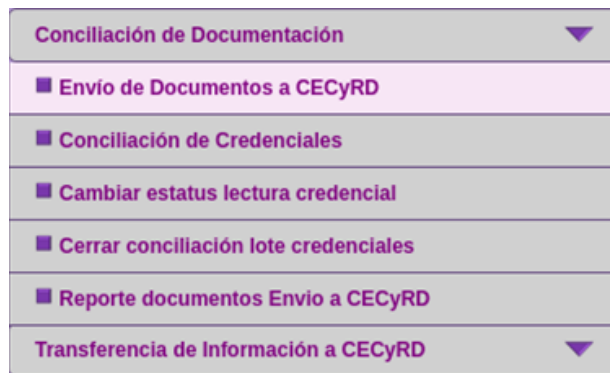 Conciliación de Documentación
Envío de Documentos a CECyRD
Conciliación de Credenciales
Cambiar estatus lectura credencial
Cerrar conciliación lote credenciales
Reporte documentos Envio a CECyRD
Transferencia de Información a CECyRD